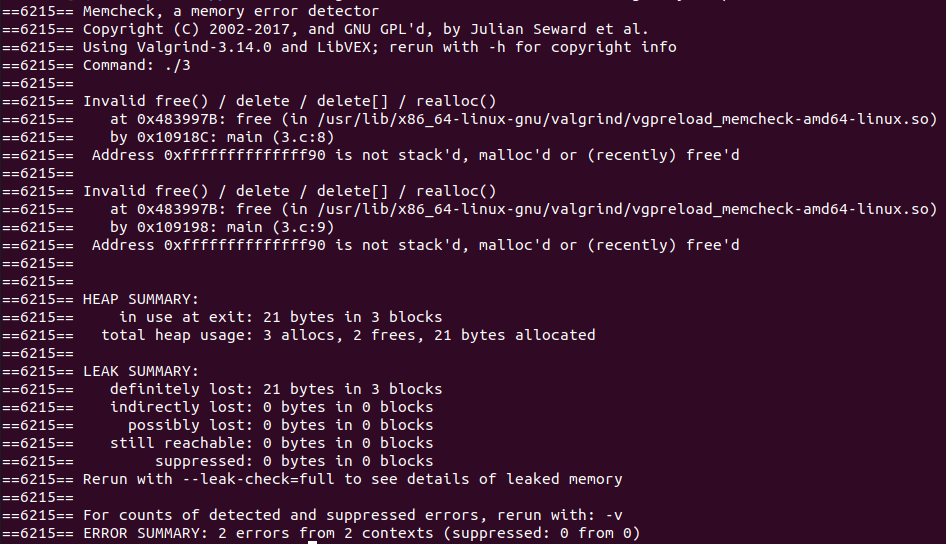 ==6215== Memcheck, a memory error detector
==6215== Copyright (C) 2002-2017, and GNU GPL'd, by Julian Seward et al.
==6215== Using Valgrind-3.14.0 and LibVEX; rerun with -h for copyright info
==6215== Command: ./3
==6215==
==6215== Invalid free() / delete / delete[] / realloc()
==6215==    at 0x483997B: free (in /usr/lib/x86_64-linux-gnu/valgrind/vgpreload_memcheck-amd64-linux.so)
==6215==    by 0x10918C: main (3.c:8)
==6215==  Address 0xffffffffffffff90 is not stack'd, malloc'd or (recently) free'd
==6215==
==6215== Invalid free() / delete / delete[] / realloc()
==6215==    at 0x483997B: free (in /usr/lib/x86_64-linux-gnu/valgrind/vgpreload_memcheck-amd64-linux.so)
==6215==    by 0x109198: main (3.c:9)
==6215==  Address 0xffffffffffffff90 is not stack'd, malloc'd or (recently) free'd
==6215==
==6215==
==6215== HEAP SUMMARY:
==6215==     in use at exit: 21 bytes in 3 blocks
==6215==   total heap usage: 3 allocs, 2 frees, 21 bytes allocated
==6215==
==6215== LEAK SUMMARY:
==6215==    definitely lost: 21 bytes in 3 blocks
==6215==    indirectly lost: 0 bytes in 0 blocks
==6215==      possibly lost: 0 bytes in 0 blocks
==6215==    still reachable: 0 bytes in 0 blocks
==6215==         suppressed: 0 bytes in 0 blocks
==6215== Rerun with --leak-check=full to see details of leaked memory
==6215==
==6215== For counts of detected and suppressed errors, rerun with: -v
==6215== ERROR SUMMARY: 2 errors from 2 contexts (suppressed: 0 from 0)